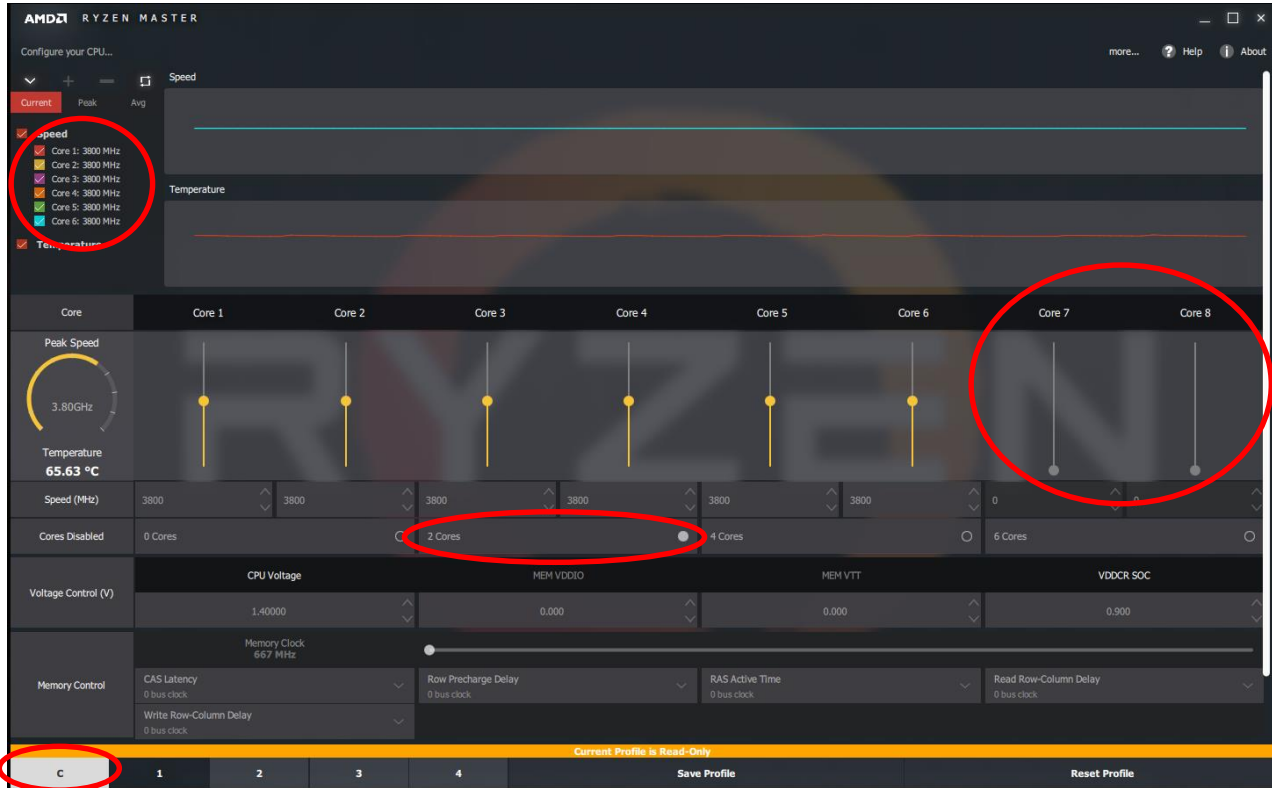 AMD RYZEN MASTER
Configure your CPU...
more... ? Help i About
Speed
Current Peak Avg
Speed
Core 1: 3800 MHz
Core 2: 3800 MHz
Core 3: 3800 MHz
Core 4: 3800 MHz
Core 5: 3800 MHz
Core 6: 3800 MHz
Temperature
Temperature
Core Core 1 Core 2 Core 3 Core 4 Core 5 Core 6 Core 7 Core 8
Peak Speed
3.80GHz
Temperature
65.63 °C
RYZEN
Speed (MHz) 3800 3800 3800 3800 3800 3800 0 0
Cores Disabled 0 Cores 2 Cores 4 Cores 6 Cores
Voltage Control (V)
CPU Voltage MEM VDDIO MEM VTT VDDCR SOC
1.40000 0.000 0.000 0.900
Memory Control
Memory Clock
667 MHz
CAS Latency Row Precharge Delay RAS Active Time Read Row-Column Delay
0 bus clock 0 bus clock 0 bus clock 0 bus clock
Write Row-Column Delay
0 bus clock
Current Profile is Read-Only
C 1 2 3 4 Save Profile Reset Profile